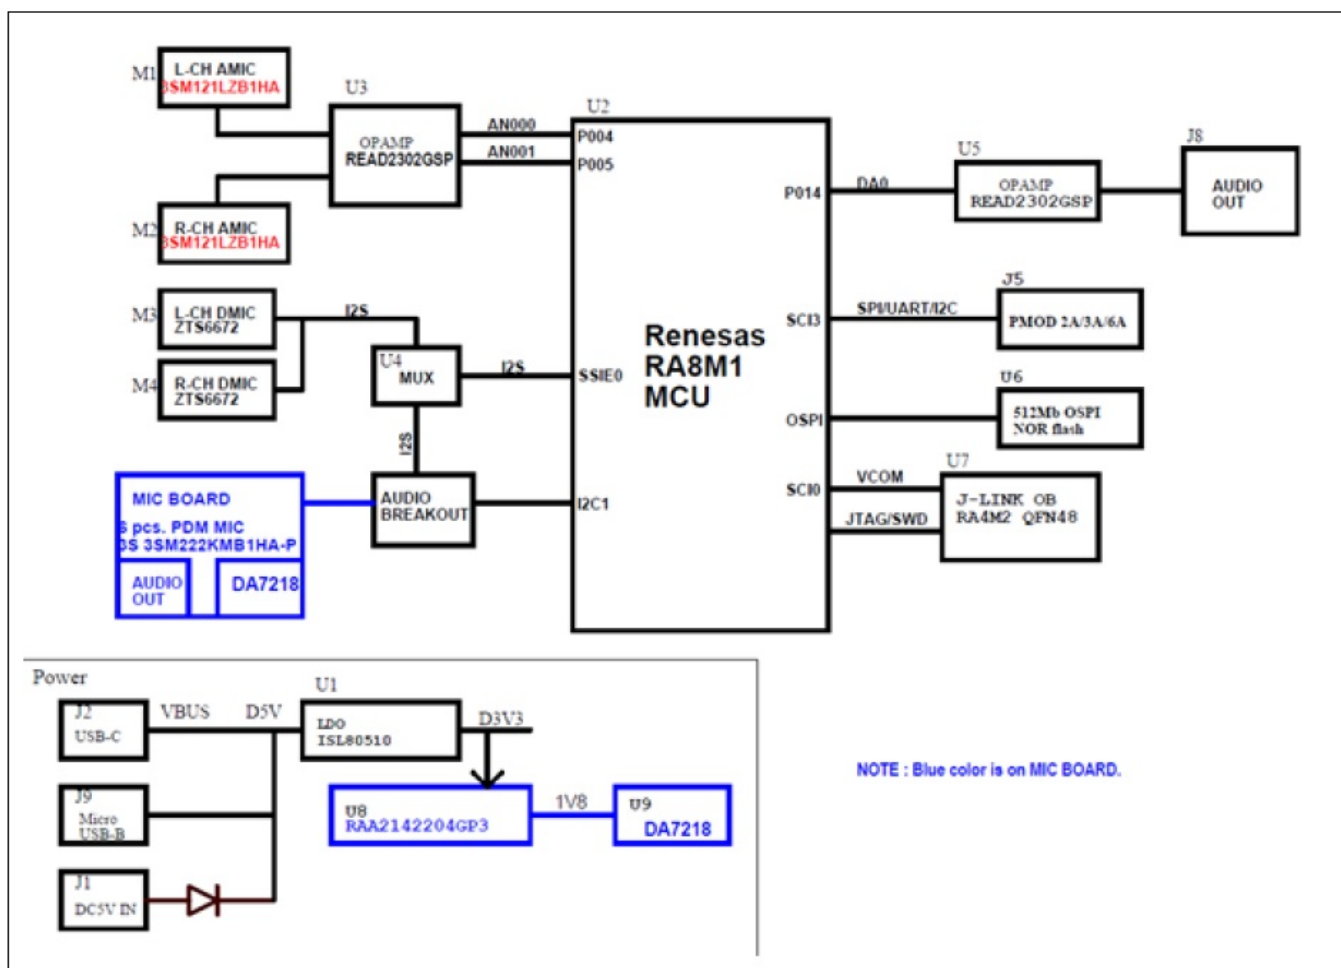 M1
L-CH AMIC
3SM121LZB1HA
U3
OPAMP
READ2302GSP
AN000
AN001
M2
R-CH AMIC
3SM121LZB1HA
M3
L-CH DMIC
ZTS6672
M4
R-CH DMIC
ZTS6672
I2S
U4
MUX
I2S
I2S
AUDIO
BREAKOUT
MIC BOARD
6 pcs. PDM MIC
3S 3SM222KMB1HA-P
AUDIO
OUT
DA7218
U2
P004
P005
SSIE0
I2C1
Renesas
RA8M1
MCU
P014
SCI3
OSPI
SCI0
DA0
U5
OPAMP
READ2302GSP
J8
AUDIO
OUT
SPI/UART/I2C
J5
PMOD 2A/3A/6A
U6
512Mb OSPI
NOR flash
VCOM
JTAG/SWD
U7
J-LINK OB
RA4M2 QFN48
Power
J2
USB-C
VBUS
D5V
U1
LDO
ISL80510
D3V3
J9
Micro
USB-B
J1
DC5V IN
U8
RAA2142204GP3
1V8
U9
DA7218
NOTE : Blue color is on MIC BOARD.